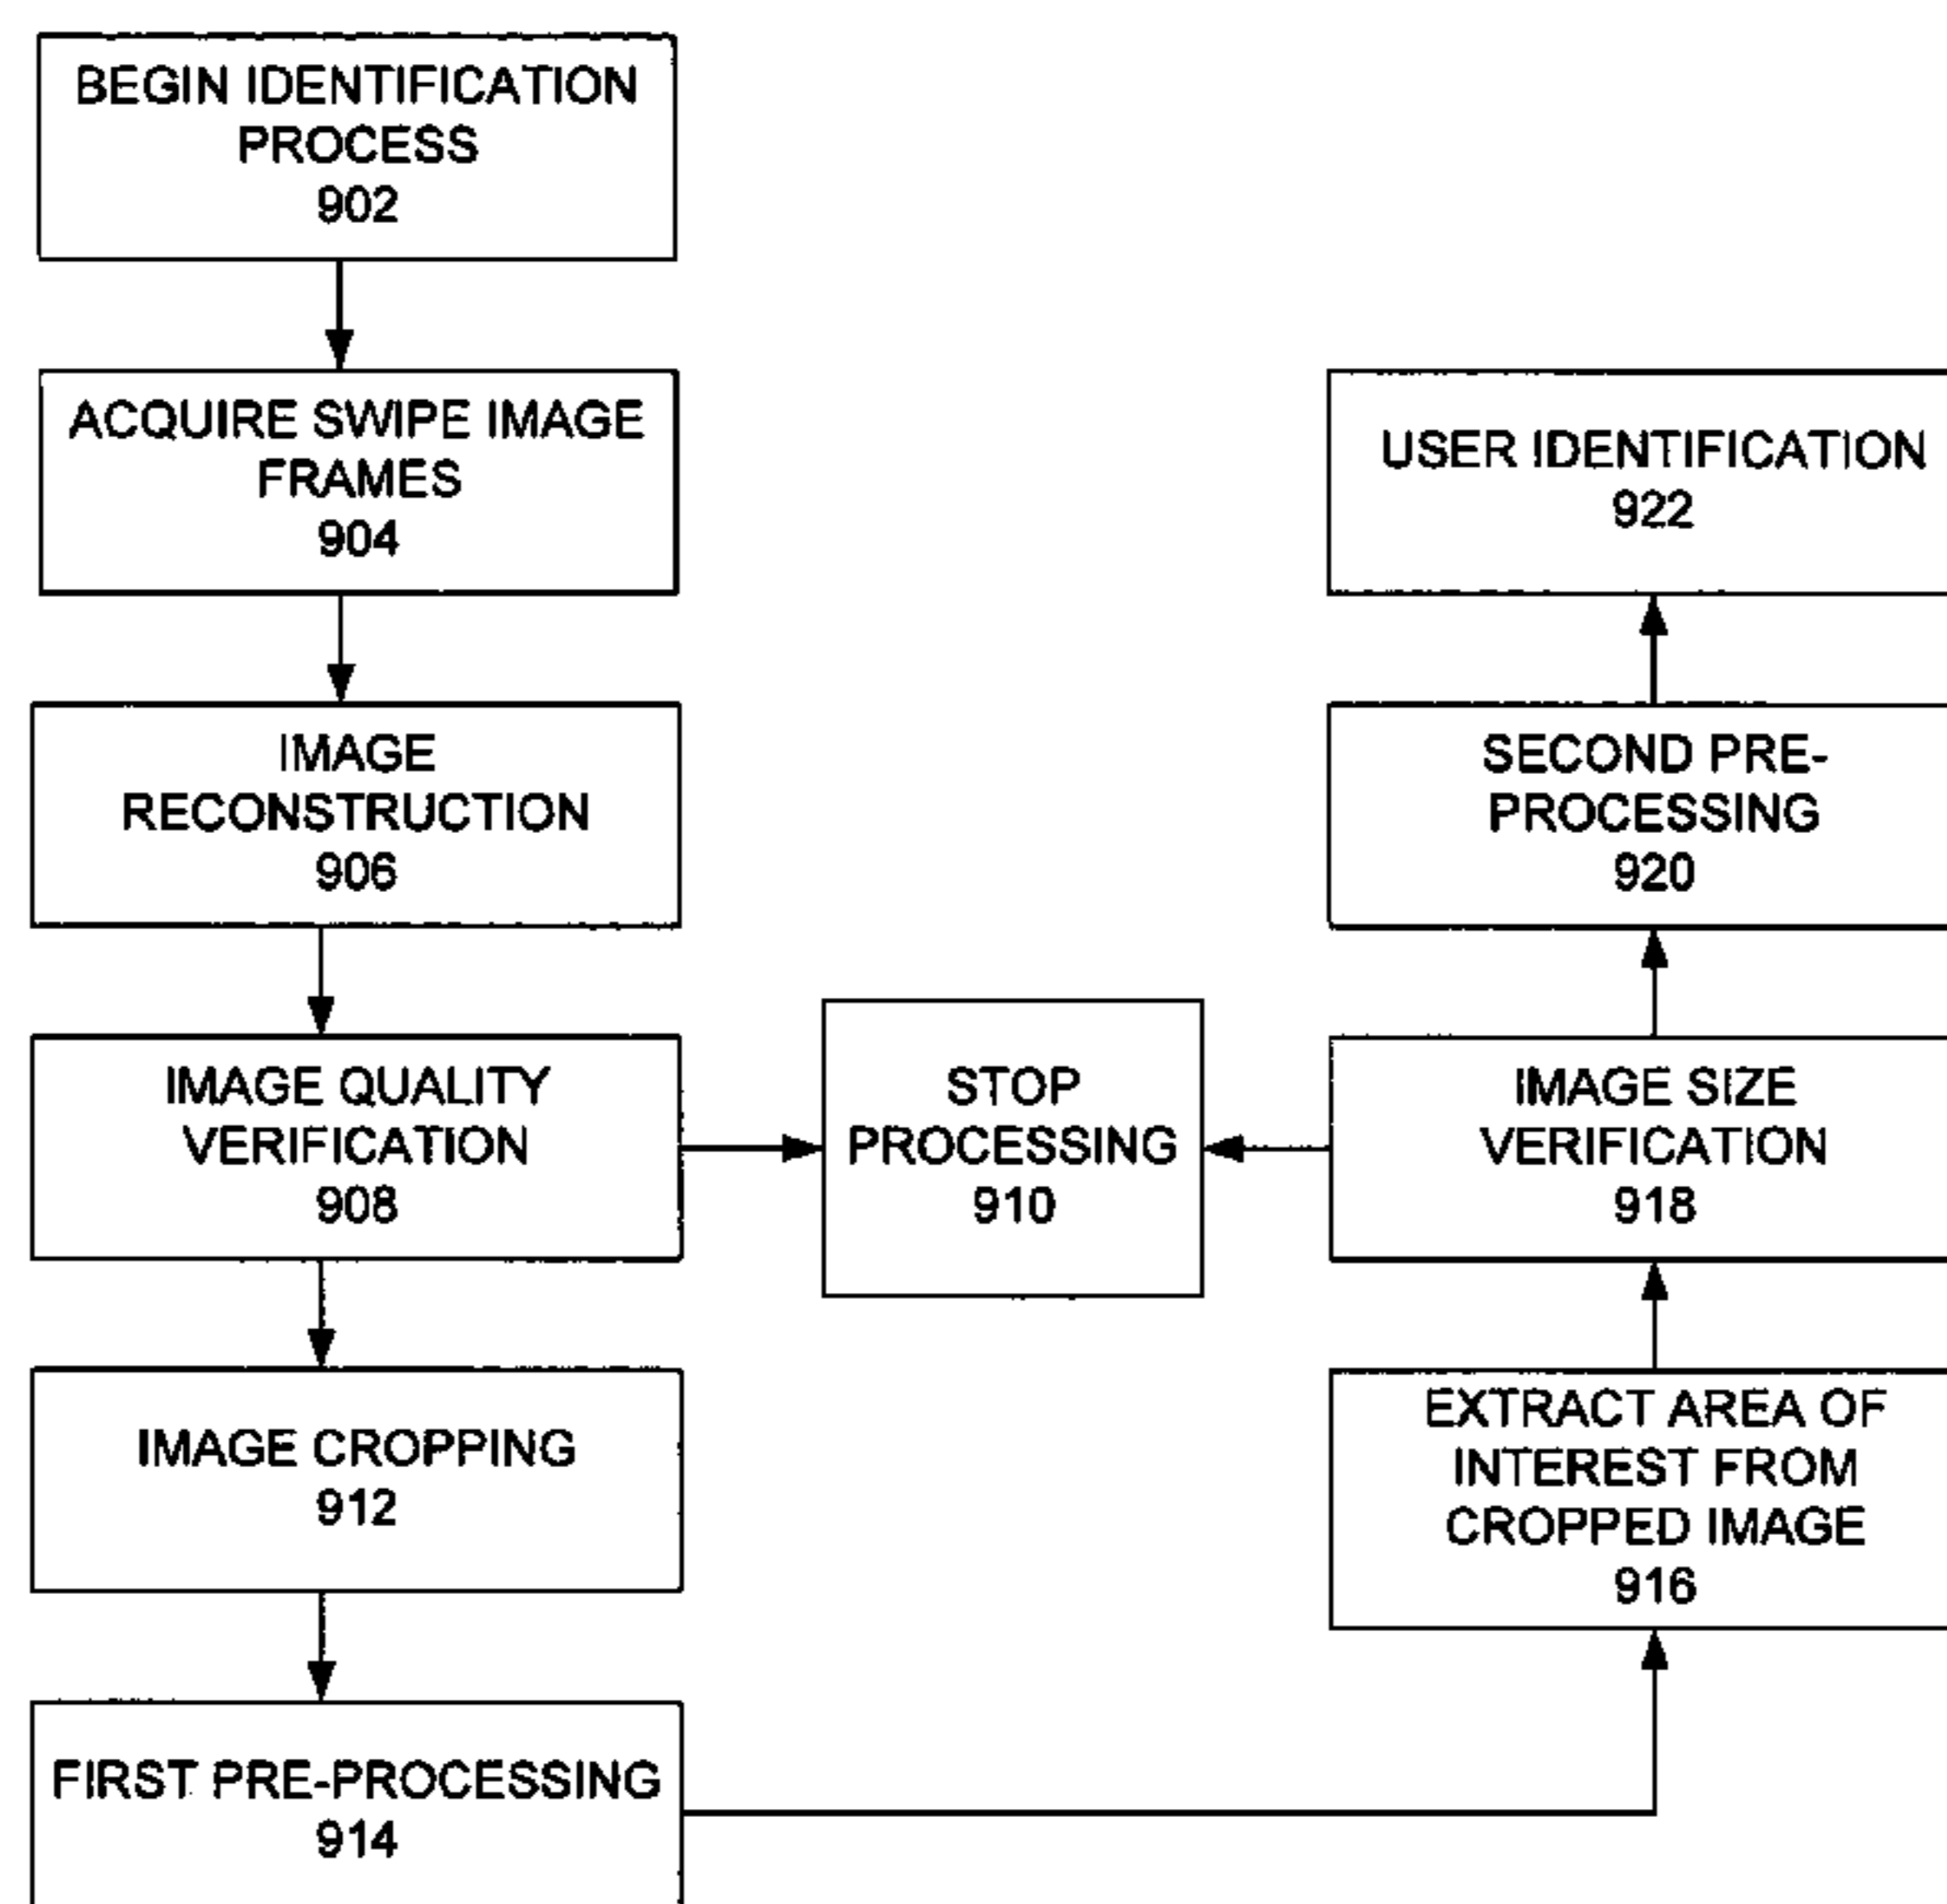 BEGIN IDENTIFICATION
PROCESS
902
ACQUIRE SWIPE IMAGE
FRAMES
904
IMAGE
RECONSTRUCTION
906
IMAGE QUALITY
VERIFICATION
908
STOP
PROCESSING
910
IMAGE CROPPING
912
FIRST PRE-PROCESSING
914
EXTRACT AREA OF
INTEREST FROM
CROPPED IMAGE
916
IMAGE SIZE
VERIFICATION
918
SECOND PRE-
PROCESSING
920
USER IDENTIFICATION
922